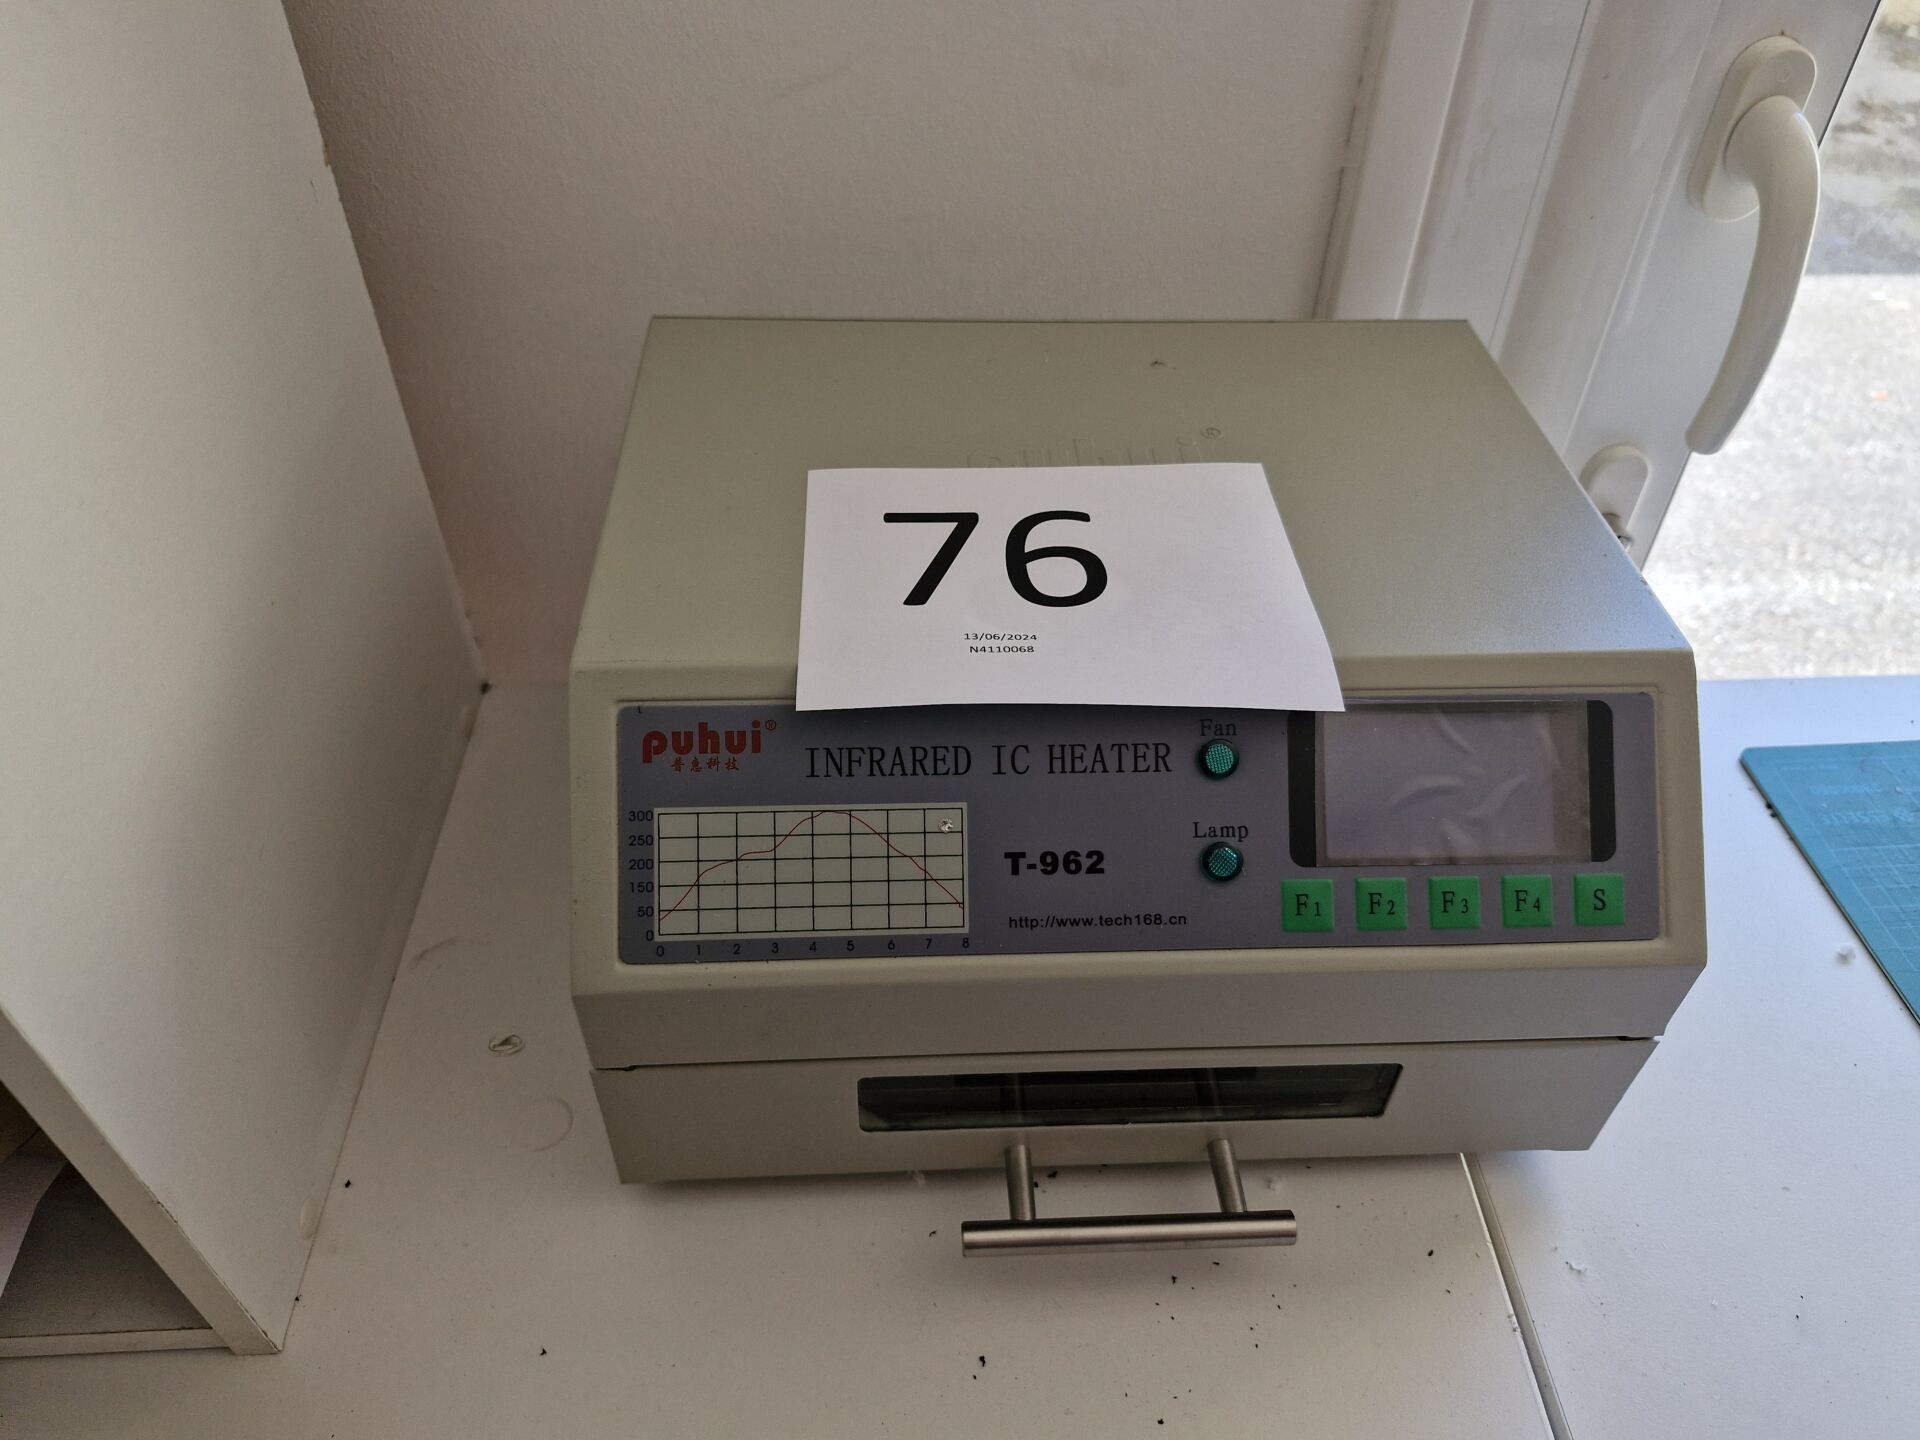 puhui®
76
13/06/2024
N4110068
puhui®
普惠科技
INFRARED IC HEATER
Fan
Lamp
T-962
http://www.tech168.cn
300
250
200
150
50
0
0 1 2 3 4 5 6 7 8
F1 F2 F3 F4 S